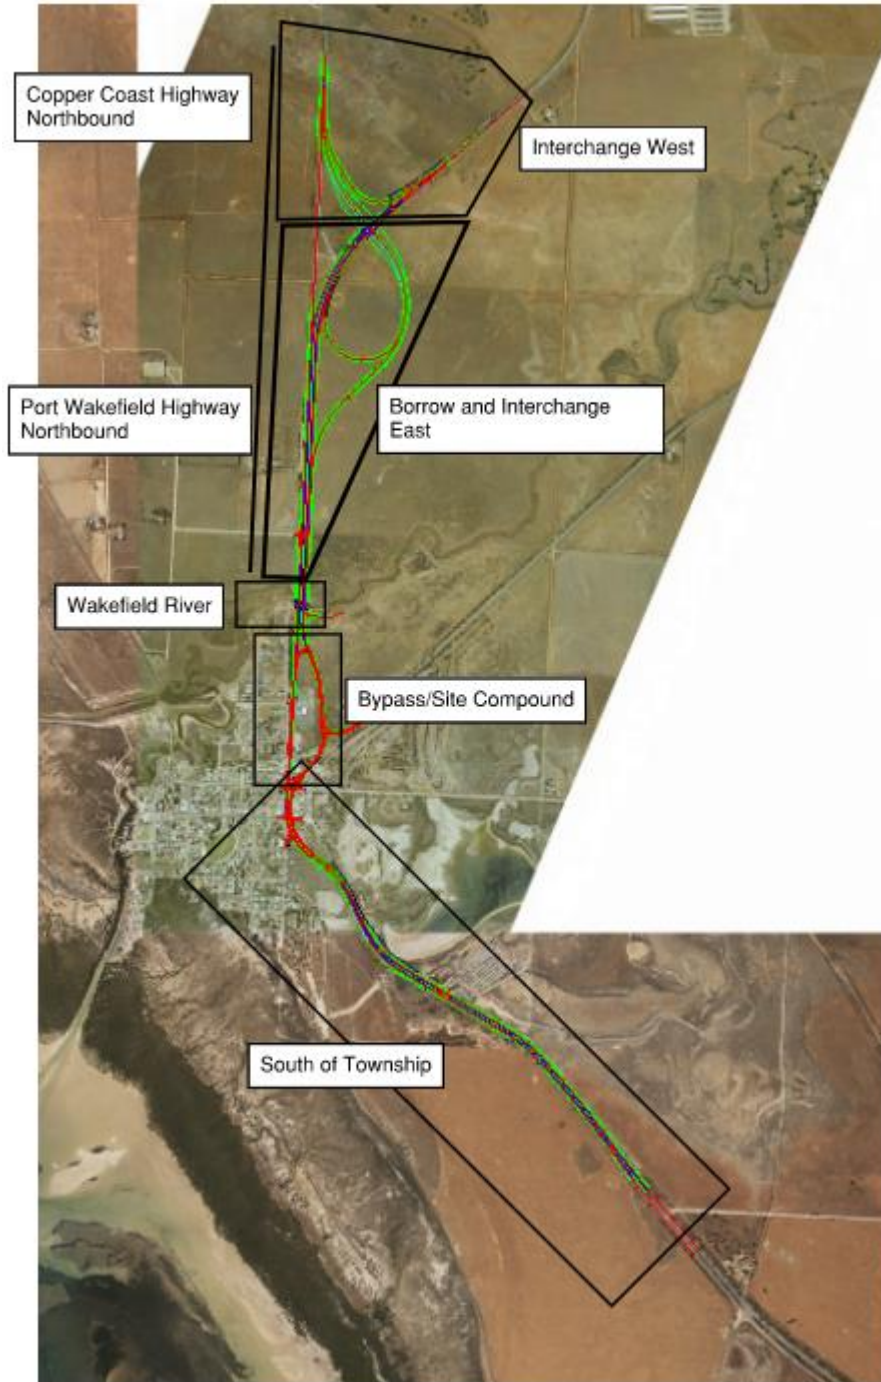 Copper Coast Highway
Northbound
Interchange West
Port Wakefield Highway
Northbound
Borrow and Interchange
East
Wakefield River
Bypass/Site Compound
South of Township